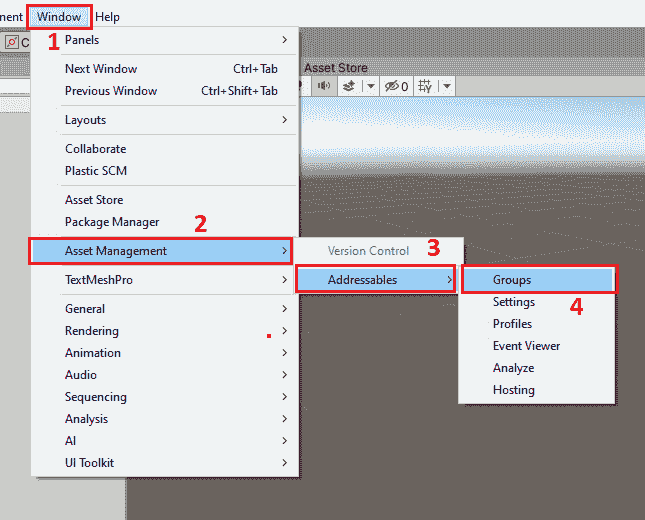 nent Window Help
1
C
Panels
Asset Store
Next Window Ctrl+Tab
Previous Window Ctrl+Shift+Tab
0
Layouts
Collaborate
Plastic SCM
Asset Store
Package Manager
2
Asset Management
Version Control
3
TextMeshPro
Addressables
Groups
Settings
4
Profiles
Event Viewer
Analyze
Hosting
General
Rendering
Animation
Audio
Sequencing
Analysis
AI
UI Toolkit